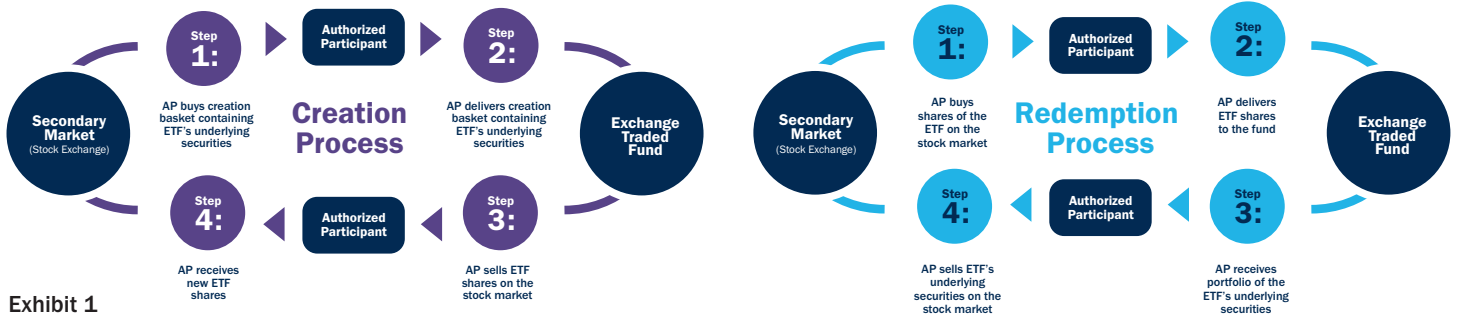 Secondary
Market
(Stock Exchange)
Step
1:
AP buys creation
basket containing
ETF's underlying
securities
Authorized
Participant
Step
2:
AP delivers creation
basket containing
ETF's underlying
securities
Creation
Process
Exchange
Traded
Fund
Step
3:
AP sells ETF
shares on the
stock market
Authorized
Participant
Step
4:
AP receives
new ETF
shares
Secondary
Market
(Stock Exchange)
Step
1:
AP buys
shares of the
ETF on the
stock market
Authorized
Participant
Step
2:
AP delivers
ETF shares
to the fund
Redemption
Process
Exchange
Traded
Fund
Step
3:
AP receives
portfolio of the
ETF's underlying
securities
Authorized
Participant
Step
4:
AP sells ETF's
underlying
securities on the
stock market
Exhibit 1